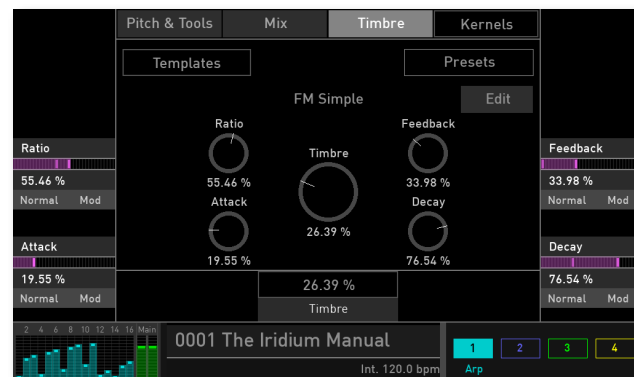 Pitch & Tools Mix Timbre Kernels
Templates Presets
FM Simple Edit
Ratio Feedback
Timbre
55.46 % 33.98 %
Attack Decay
26.39 %
19.55 % 76.54 %
26.39 %
Timbre
Ratio
55.46 %
Normal Mod
Attack
19.55 %
Normal Mod
Feedback
33.98 %
Normal Mod
Decay
76.54 %
Normal Mod
2 4 6 8 10 12 14 16 Main
0001 The Iridium Manual
Int. 120.0 bpm
1 2 3 4
Arp